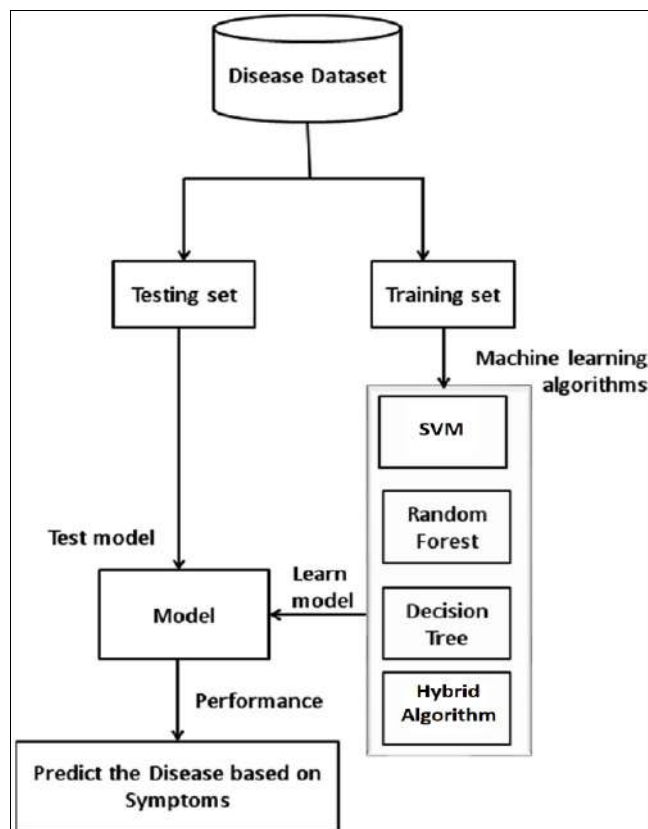 Disease Dataset
Testing set
Training set
Machine learning
algorithms
SVM
Random
Forest
Test model
Learn
model
Model
Decision
Tree
Hybrid
Algorithm
Performance
Predict the Disease based on
Symptoms